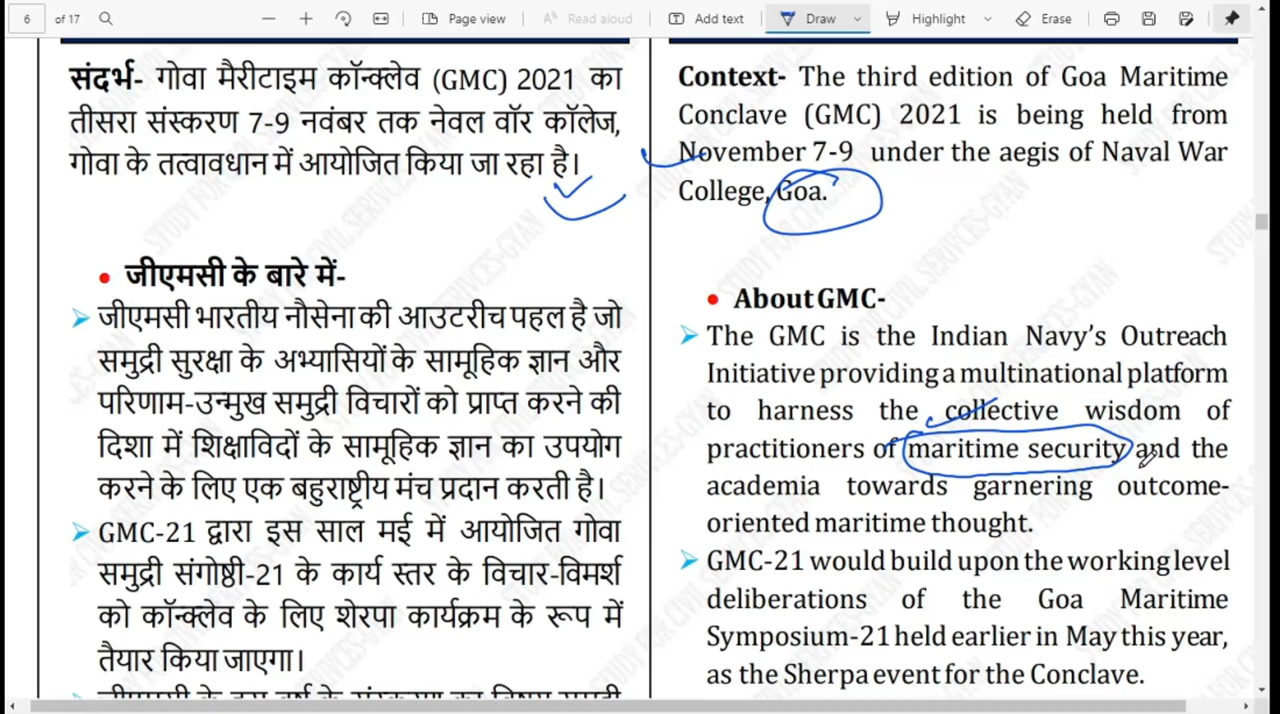 6 of 17 Page view Read aloud Add text Draw Highlight Erase
संदर्भ- गोवा मैरीटाइम कॉन्क्लेव (GMC) 2021 का
तीसरा संस्करण 7-9 नवंबर तक नेवल वॉर कॉलेज,
गोवा के तत्वावधान में आयोजित किया जा रहा है।
• जीएमसी के बारे में-
➢ जीएमसी भारतीय नौसेना की आउटरीच पहल है जो
समुद्री सुरक्षा के अभ्यासियों के सामूहिक ज्ञान और
परिणाम-उन्मुख समुद्री विचारों को प्राप्त करने की
दिशा में शिक्षाविदों के सामूहिक ज्ञान का उपयोग
करने के लिए एक बहुराष्ट्रीय मंच प्रदान करती है।
➢ GMC-21 द्वारा इस साल मई में आयोजित गोवा
समुद्री संगोष्ठी-21 के कार्य स्तर के विचार-विमर्श
को कॉन्क्लेव के लिए शेरपा कार्यक्रम के रूप में
तैयार किया जाएगा।
Context- The third edition of Goa Maritime
Conclave (GMC) 2021 is being held from
November 7-9 under the aegis of Naval War
College, Goa.
• About GMC-
➢ The GMC is the Indian Navy’s Outreach
Initiative providing a multinational platform
to harness the collective wisdom of
practitioners of maritime security and the
academia towards garnering outcome-
oriented maritime thought.
➢ GMC-21 would build upon the working level
deliberations of the Goa Maritime
Symposium-21 held earlier in May this year,
as the Sherpa event for the Conclave.
STUDY FOR CIVIL SERIVCES-GYAN